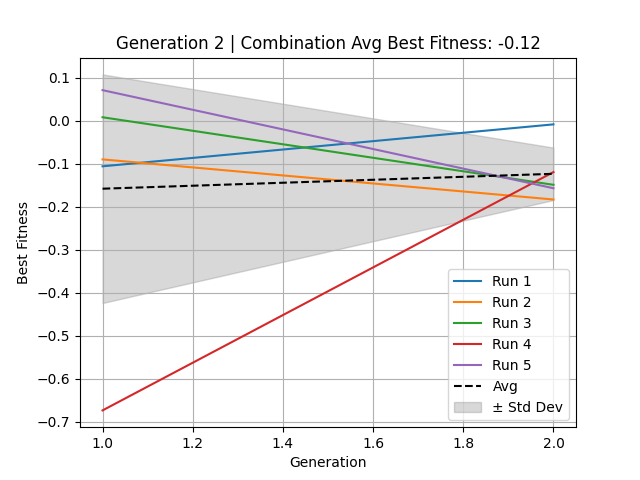 Generation 2 | Combination Avg Best Fitness: -0.12
Best Fitness
0.1
0.0
−0.1
−0.2
−0.3
−0.4
−0.5
−0.6
−0.7
1.0 1.2 1.4 1.6 1.8 2.0
Generation
Run 1
Run 2
Run 3
Run 4
Run 5
Avg
± Std Dev